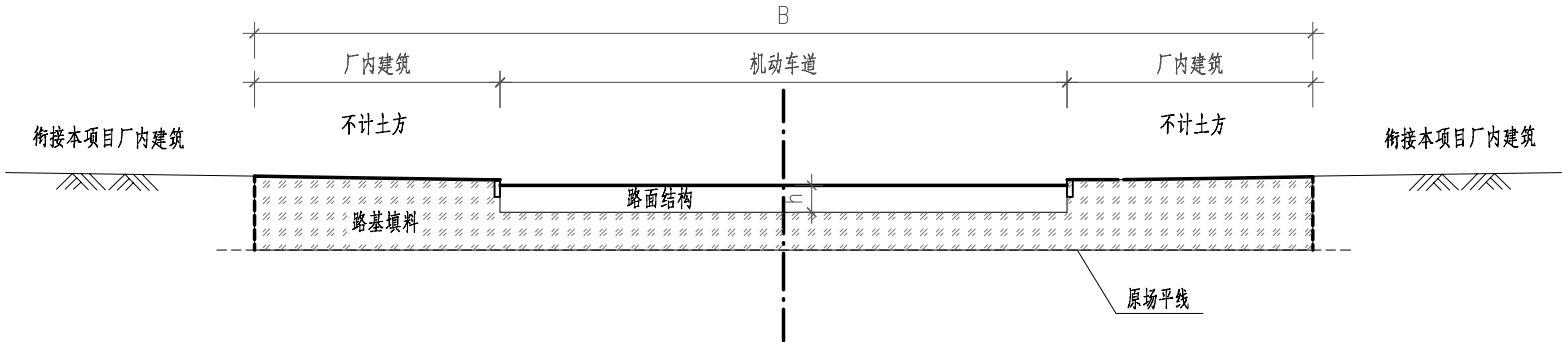 B
厂内建筑 机动车道 厂内建筑
不计土方 不计土方
衔接本项目厂内建筑 衔接本项目厂内建筑
路面结构 h
路基填料
原场平线